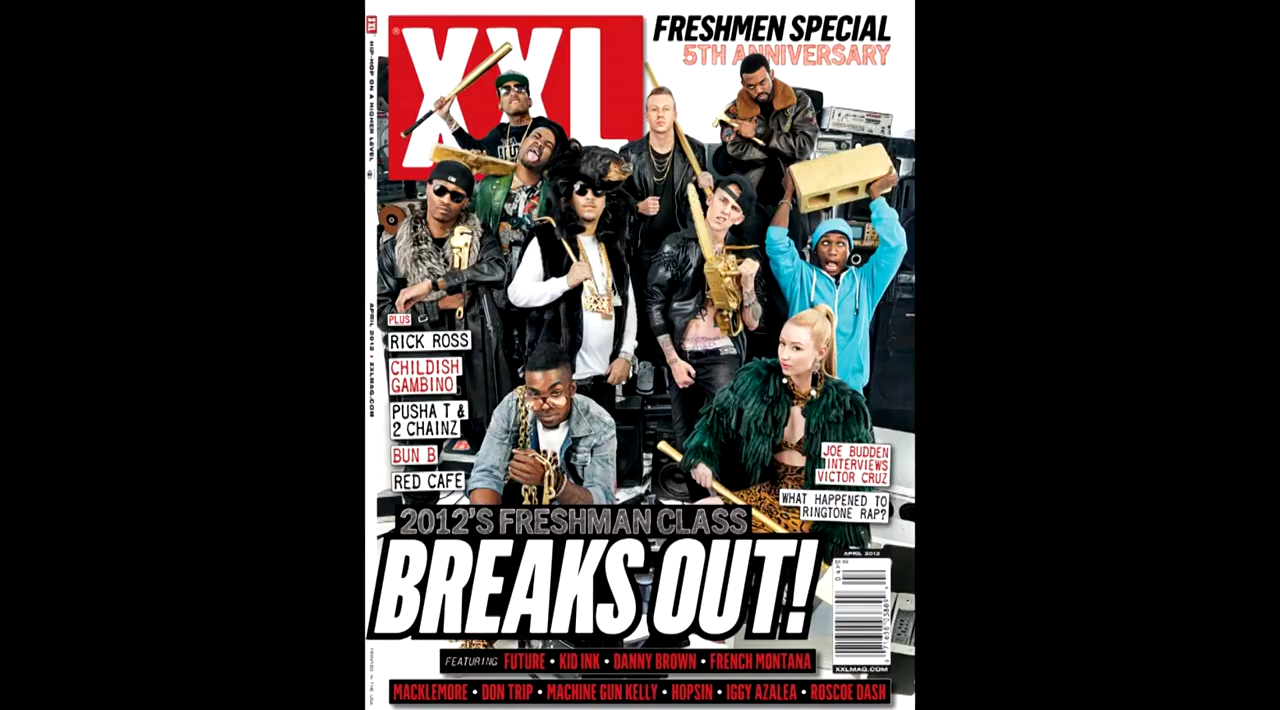 XXL
FRESHMEN SPECIAL
5TH ANNIVERSARY
HIP-HOP ON A HIGHER LEVEL
APRIL 2012 • XXLMAG.COM
PLUS
RICK ROSS
CHILDISH
GAMBINO
PUSHA T &
2 CHAINZ
BUN B
RED CAFE
JOE BUDDEN
INTERVIEWS
VICTOR CRUZ
WHAT HAPPENED TO
RINGTONE RAP?
2012'S FRESHMAN CLASS
BREAKS OUT!
APRIL 2012
XXLMAG.COM
FEATURING FUTURE • KID INK • DANNY BROWN • FRENCH MONTANA
MACKLEMORE • DON TRIP • MACHINE GUN KELLY • HOPSIN • IGGY AZALEA • ROSCOE DASH